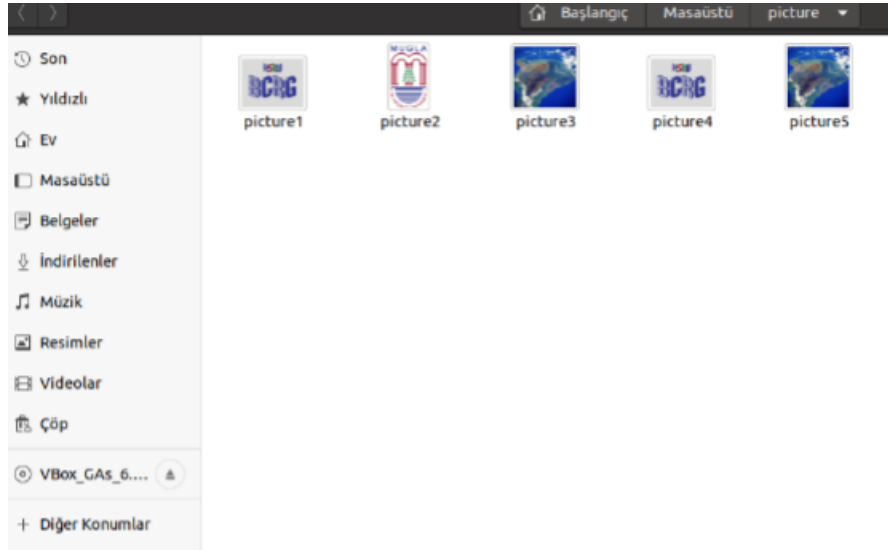 Başlangıç Masaüstü picture
Son
Yıldızlı
Ev
Masaüstü
Belgeler
İndirilenler
Müzik
Resimler
Videolar
Çöp
VBox_GAs_6....
Diğer Konumlar
BCRG
MUĞLA
BCRG
picture1 picture2 picture3 picture4 picture5